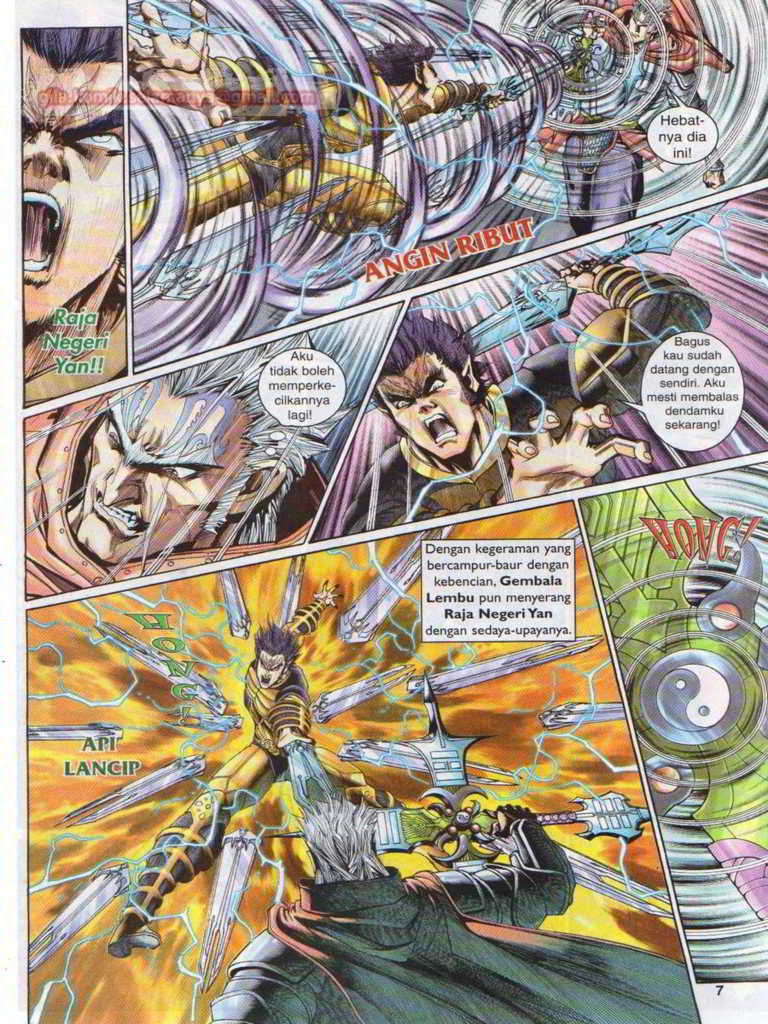 Raja
Negeri
Yan!!
Hebat-
nya dia
ini!
ANGIN RIBUT
Aku
tidak boleh
memperke-
cilkannya
lagi!
Bagus
kau sudah
datang dengan
sendiri. Aku
mesti membalas
dendamku
sekarang!
Dengan kegeraman yang
bercampur-baur dengan
kebencian, Gembala
Lembu pun menyerang
Raja Negeri Yan
dengan sedaya-upayanya.
HONG!
HONG!
API
LANCIP
7